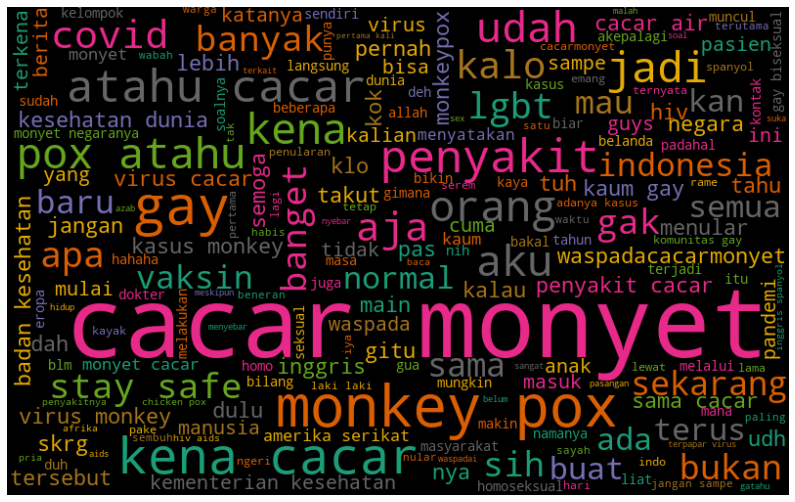 kelompok
warga
katanya
sendiri
virus
udah
cacar air
malah
muncul
terutama
covid
banyak
punya
pertama kali
akepalagi
soal
terkena
berita
monyet
wabah
lebih
langsung
pernah
bisa
monkeypox
kalo
sampe
cacarmonyet
jadi
pasien
spanyol
gay biseksual
atahu cacar
dunia
deh
kasus
emang
ternyata
sudah
soalnya
terkait
beberapa
kok
allah
sex
lgbt
mau
hiv
kan
kontak
suka
kesehatan dunia
kena
kalian
menyatakan
satu
biar
guys
negara
ini
monyet negaranya
tak
kalian
belanda
padahal
pox atahu
penularan
klo
bikin
penyakit
indonesia
yang
virus cacar
semoga
takut
gimana
serem
kaya
tuh
kaum gay
rame
tahu
baru
azab
pertama
lagi
tetap
adanya kasus
jangan
gay
banget
nyebar
aja
cuma
orang
waktu
gak
semua
badan kesehatan
apa
habis
kasus monkey
tidak
pas
kaum
bakal
tahun
menular
komunitas gay
hahaha
masa
nih
aku
waspadacacarmonyet
mulai
vaksin
juga
baca
normal
kalau
terjadi
itu
pandemi
inggris spanyol
eropa
hidup
meskipun
dokter
beneran
main
penyakit cacar
cacar monyet
dah
kayak
melakukan
menyebar
seksual
iya
waspada
gitu
sama
anak
blm
monyet cacar
homo
inggris
gua
sangat
mungkin
masuk
lewat
melalui
lama
stay safe
bilang
laki laki
pasangan
sekarang
penyakitnya
chicken pox
dulu
monkey pox
belum
sama cacar
virus monkey
manusia
makin
terus
maha
paling
skrg
afrika
pake
sembuh
hiv aids
amerika serikat
namanya
ada
terpapar virus
udh
pria
aids
kena cacar
masyarakat
sih
sayah
bukan
tersebut
duh
ngeri
nular
waspadai
nya
buat
liat
indo
kementerian kesehatan
homoseksual
hari
jangan sampe
gatahu